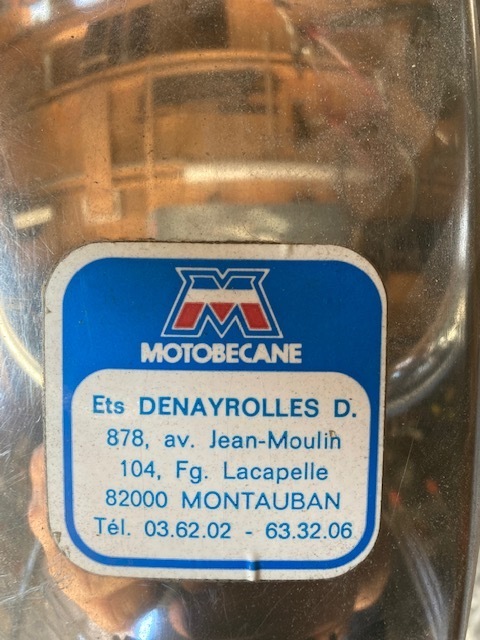 M
MOTOBECANE
Ets DENAYROLLES D.
878, av. Jean-Moulin
104, Fg. Lacapelle
82000 MONTAUBAN
Tél. 03.62.02 - 63.32.06